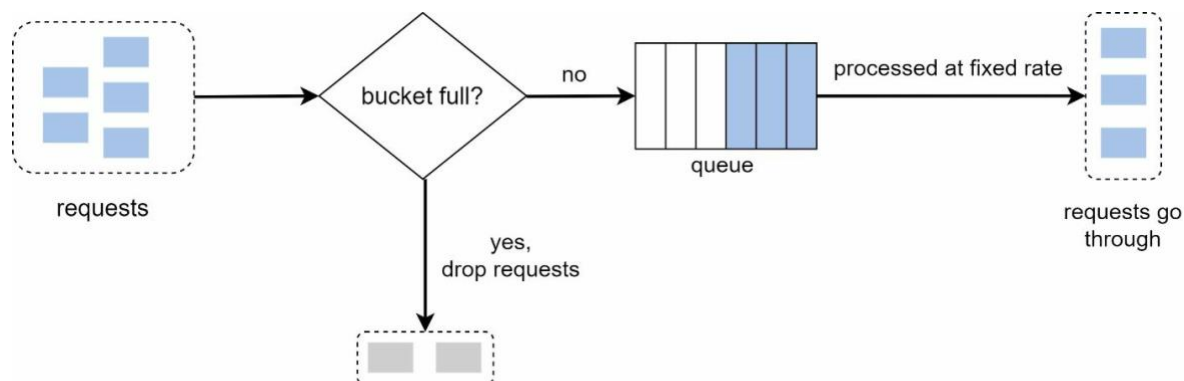 bucket full?
no
processed at fixed rate
queue
requests
requests go
through
yes,
drop requests